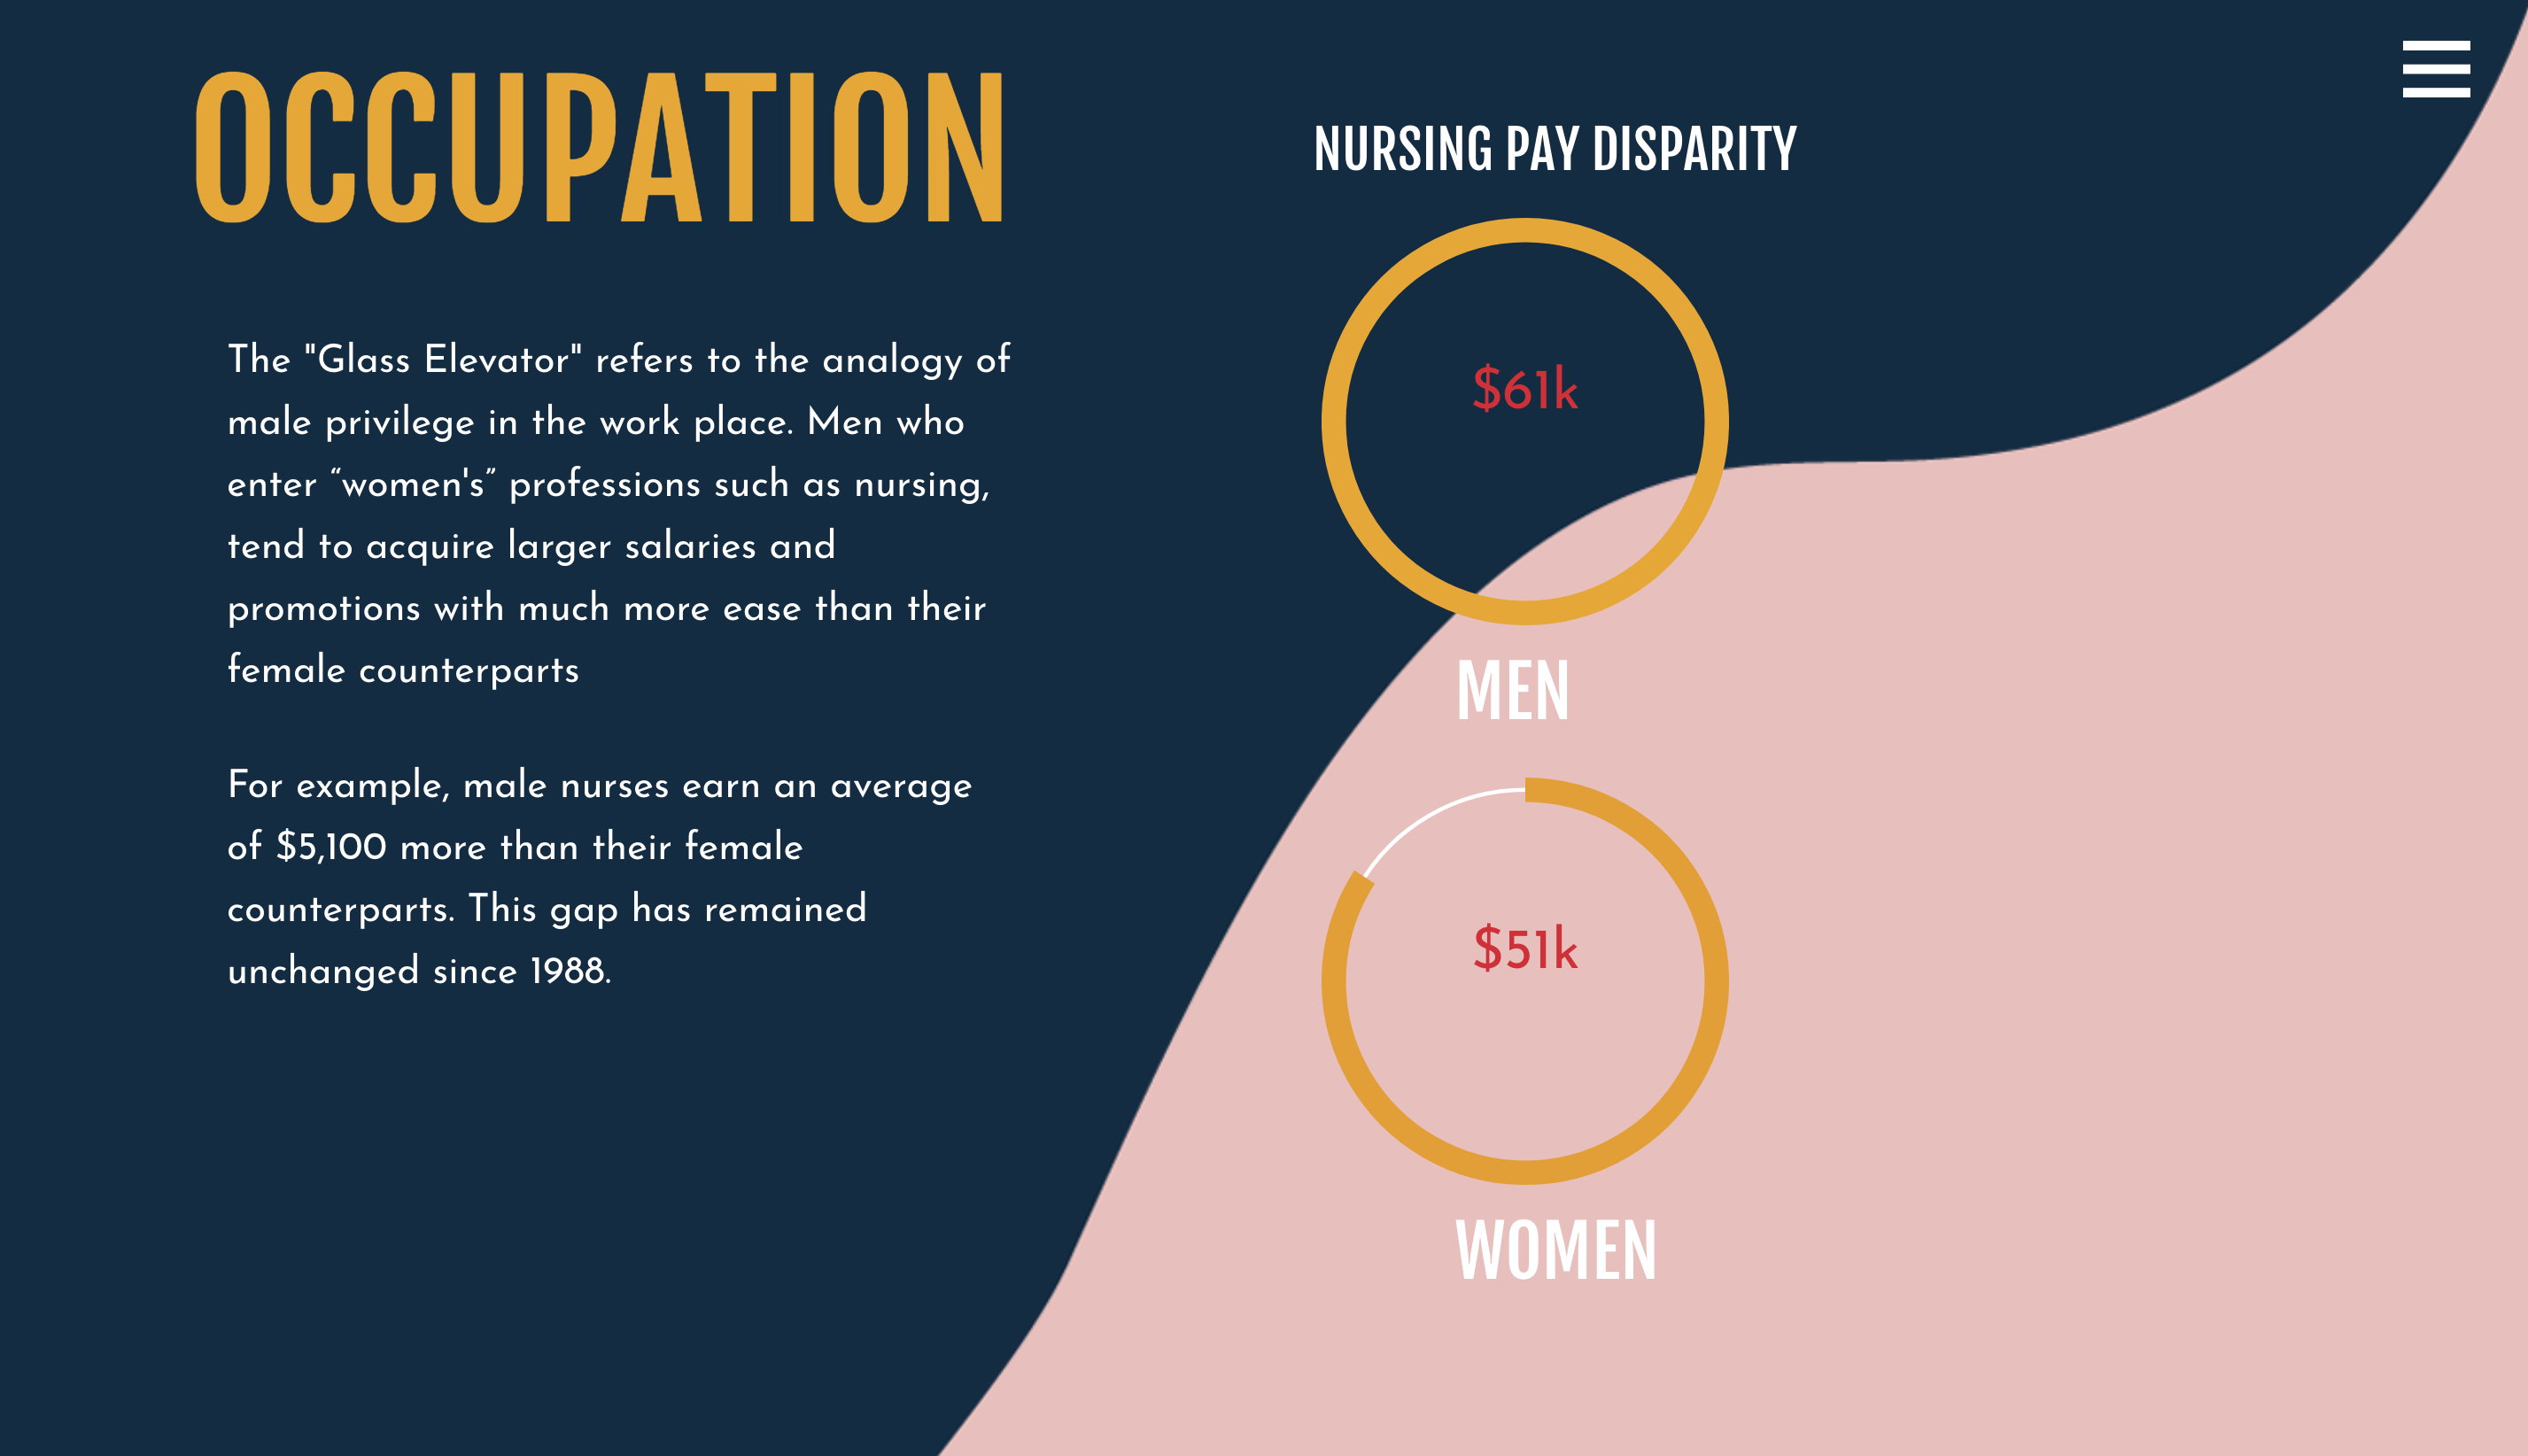 OCCUPATION
The "Glass Elevator" refers to the analogy of
male privilege in the work place. Men who
enter “women's” professions such as nursing,
tend to acquire larger salaries and
promotions with much more ease than their
female counterparts
For example, male nurses earn an average
of $5,100 more than their female
counterparts. This gap has remained
unchanged since 1988.
NURSING PAY DISPARITY
$61k
MEN
$51k
WOMEN